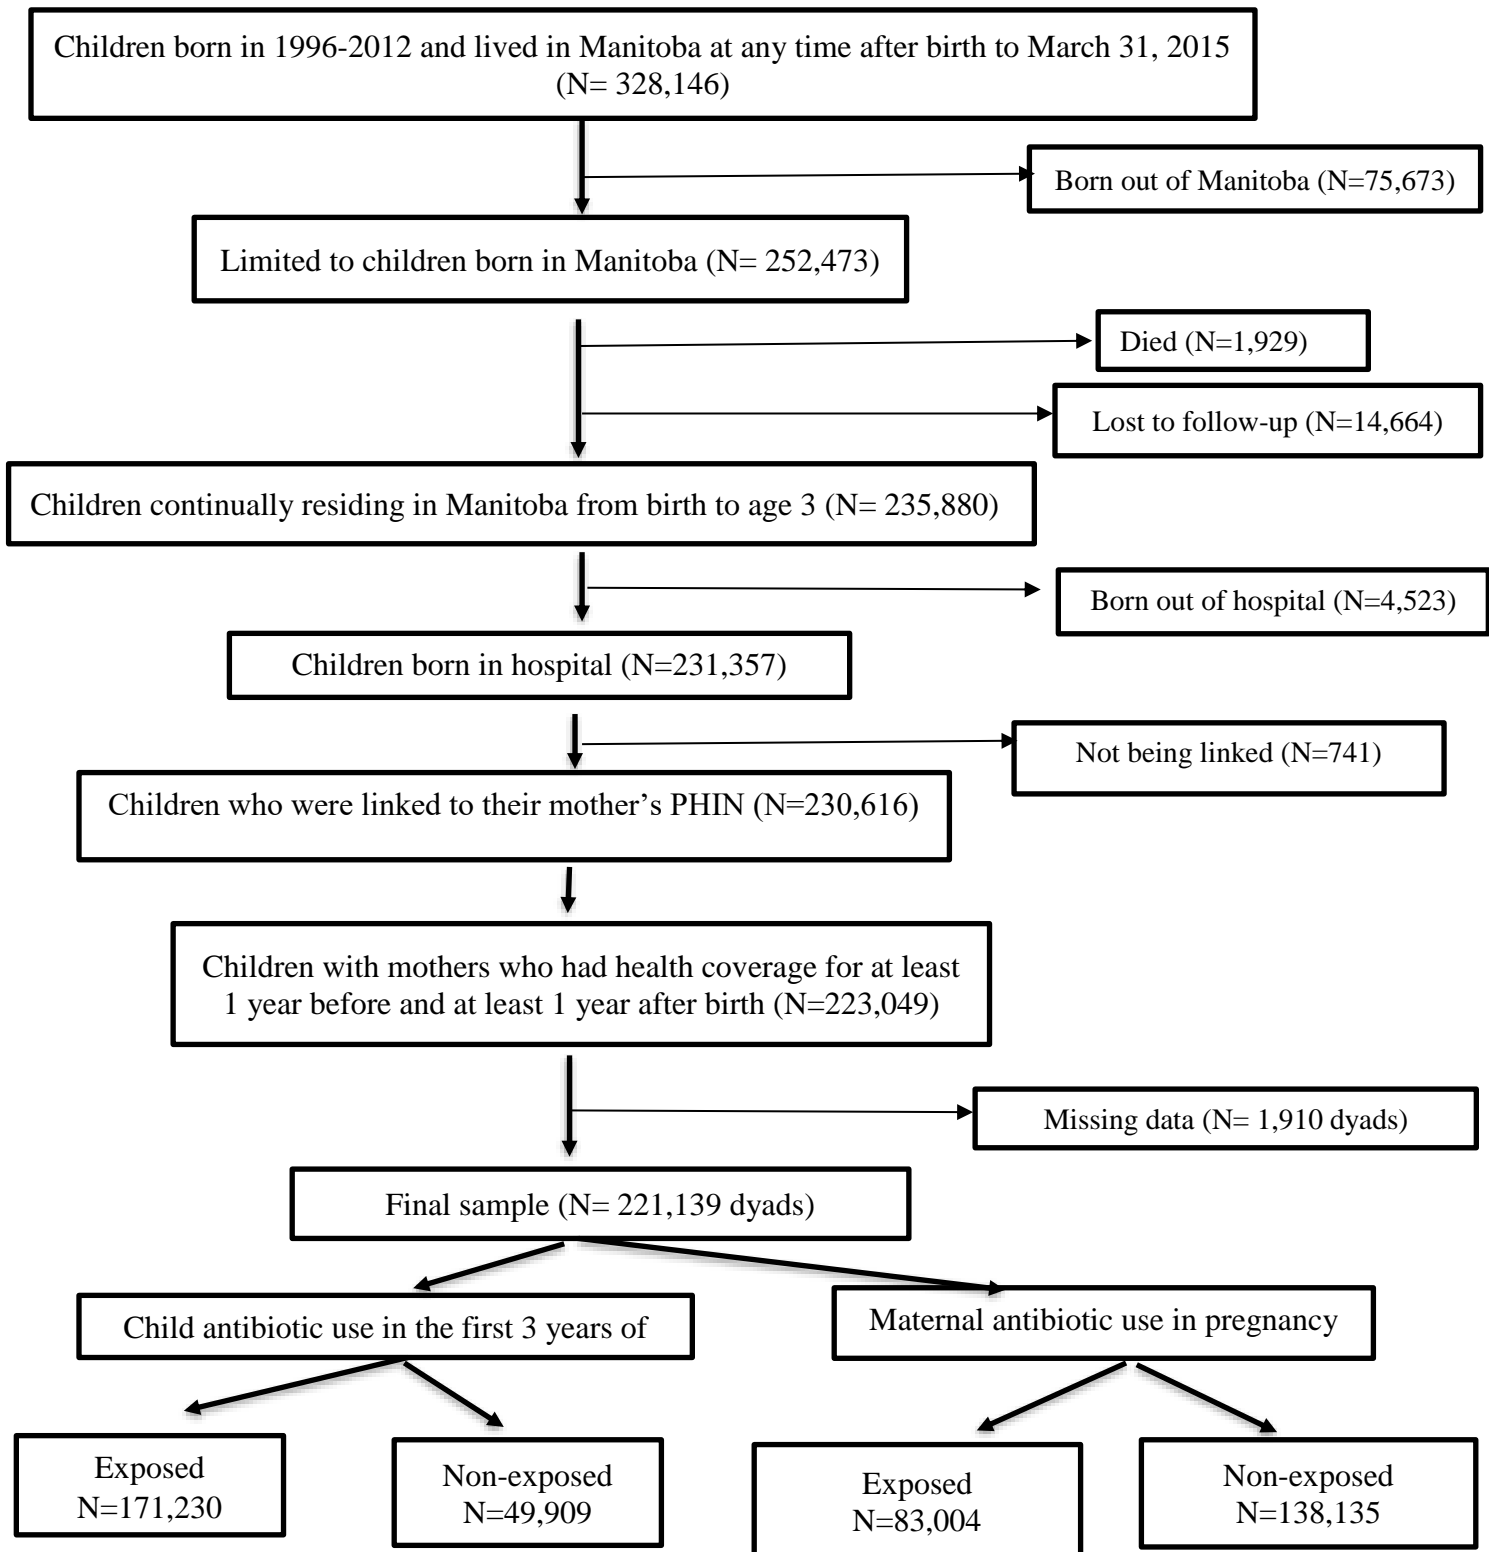 Children born in 1996-2012 and lived in Manitoba at any time after birth to March 31, 2015
(N= 328,146)
Born out of Manitoba (N=75,673)
Limited to children born in Manitoba (N= 252,473)
Died (N=1,929)
Lost to follow-up (N=14,664)
Children continually residing in Manitoba from birth to age 3 (N= 235,880)
Born out of hospital (N=4,523)
Children born in hospital (N=231,357)
Not being linked (N=741)
Children who were linked to their mother’s PHIN (N=230,616)
Children with mothers who had health coverage for at least
1 year before and at least 1 year after birth (N=223,049)
Missing data (N= 1,910 dyads)
Final sample (N= 221,139 dyads)
Child antibiotic use in the first 3 years of
Maternal antibiotic use in pregnancy
Exposed
N=171,230
Non-exposed
N=49,909
Exposed
N=83,004
Non-exposed
N=138,135